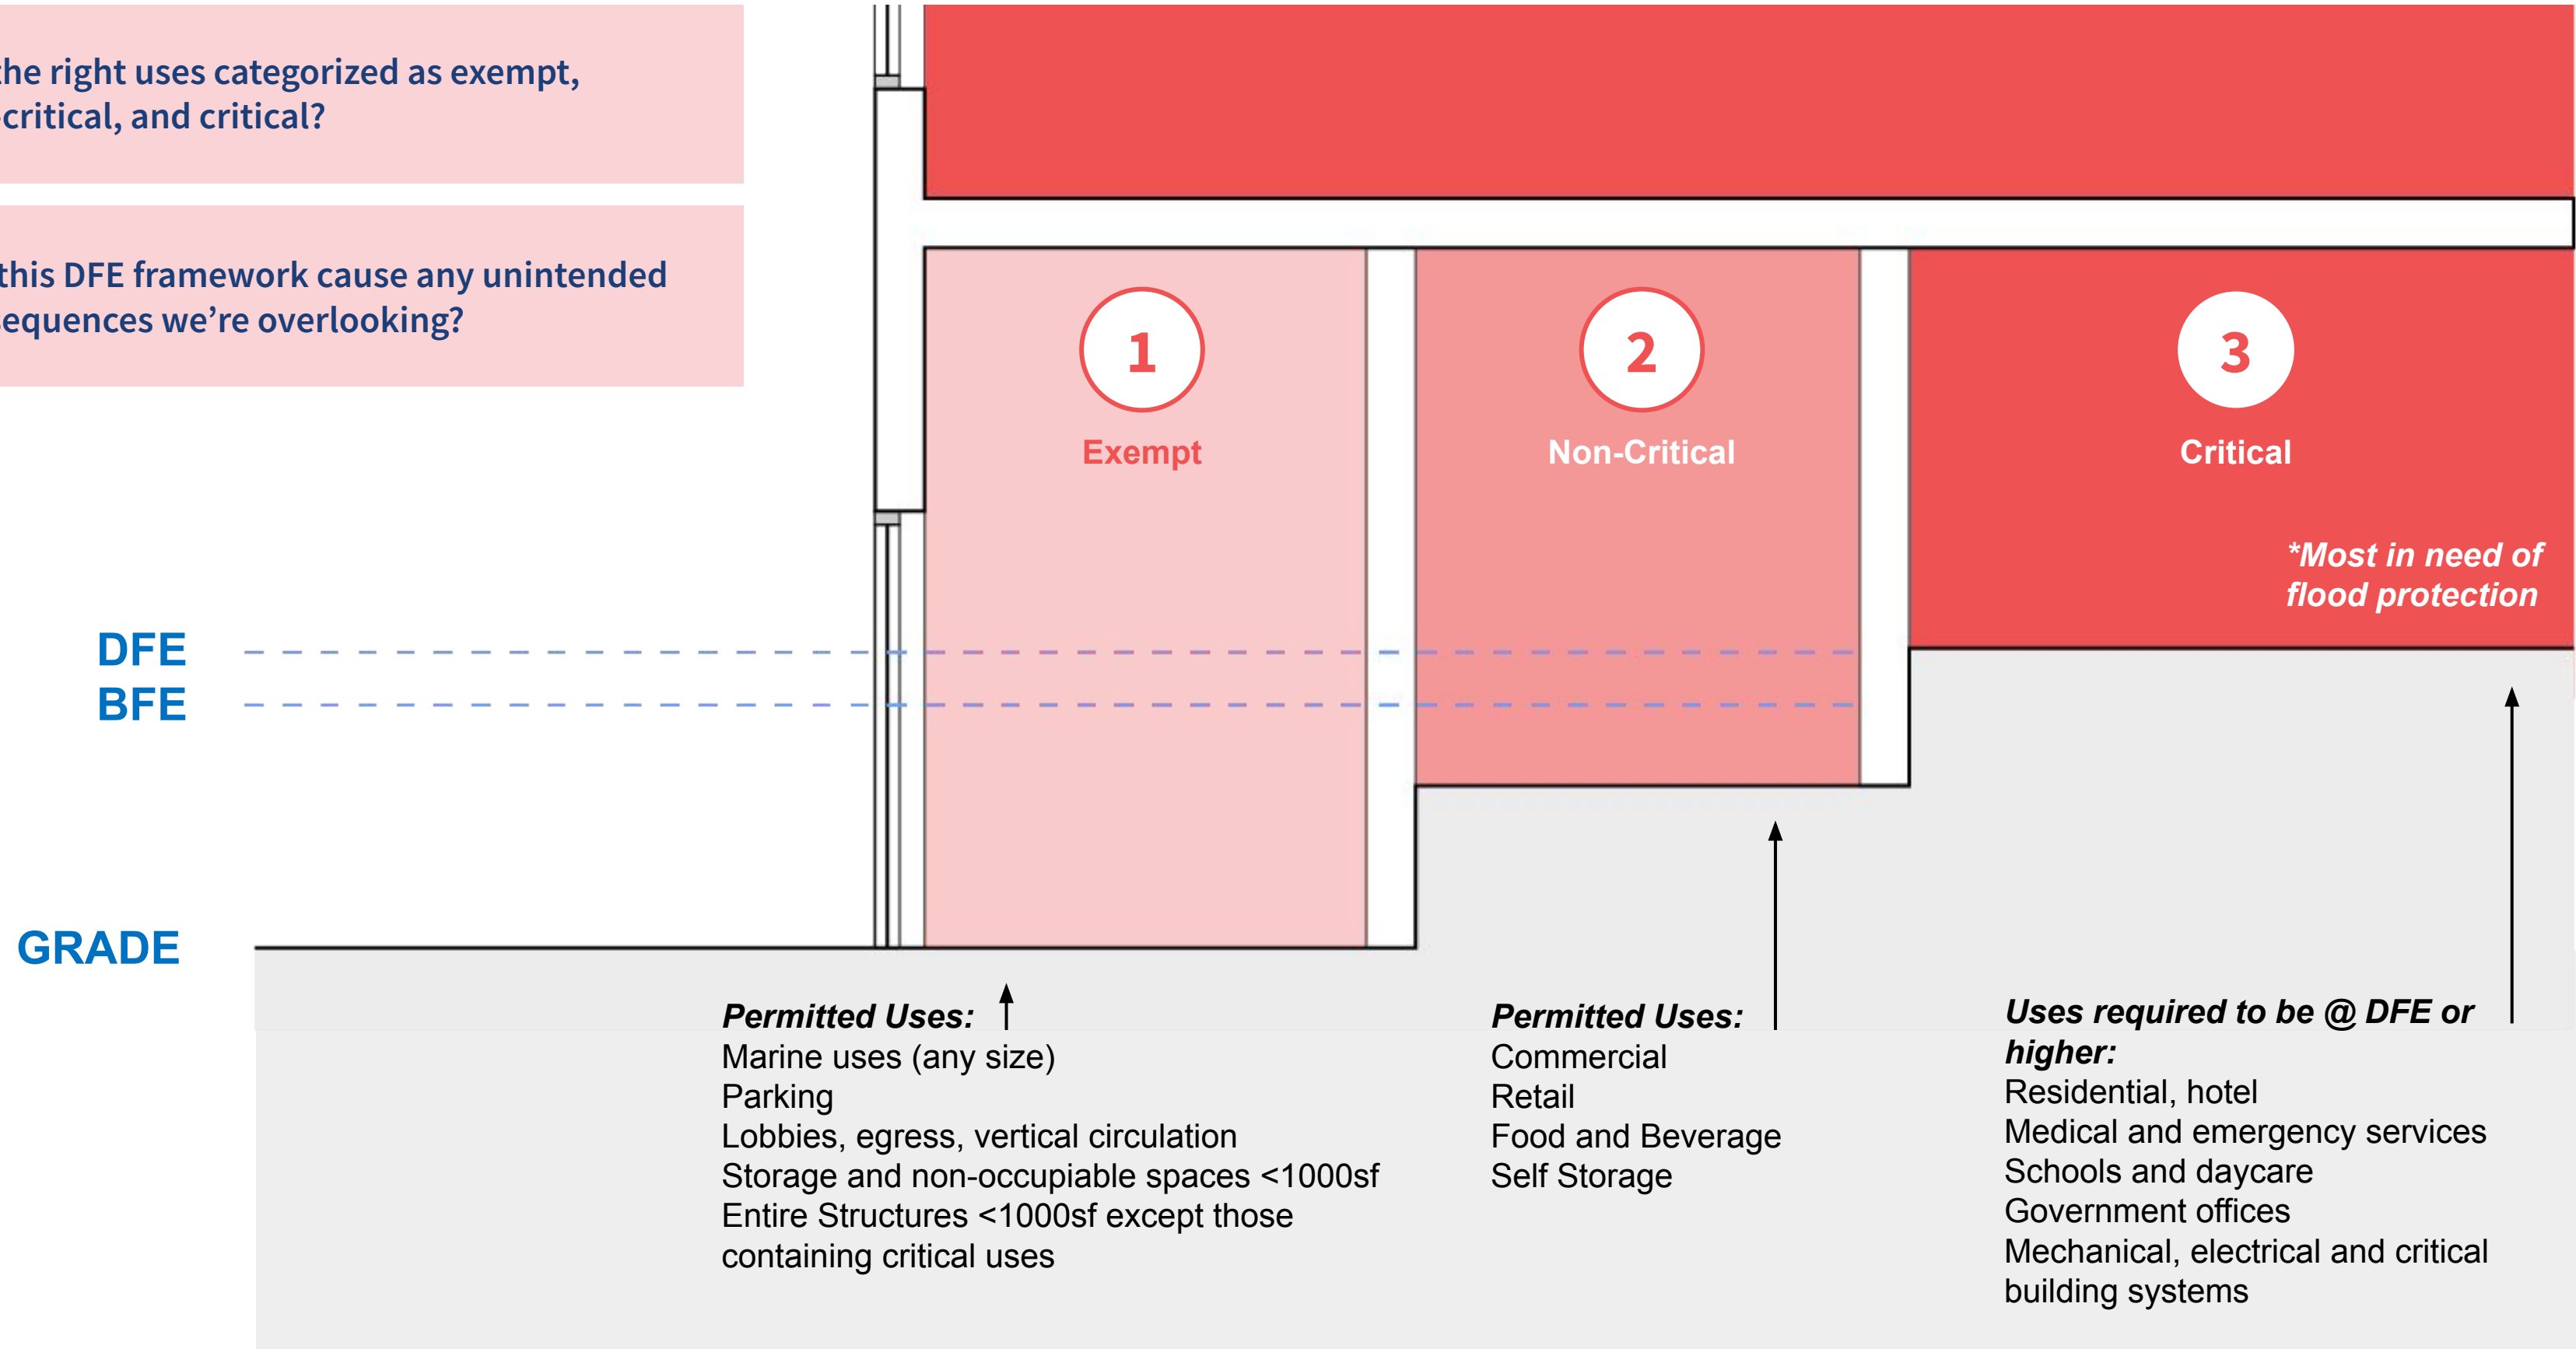 the right uses categorized as exempt,
-critical, and critical?
this DFE framework cause any unintended
sequences we're overlooking?
1
Exempt
2
Non-Critical
3
Critical
*Most in need of
flood protection
DFE
BFE
GRADE
Permitted Uses:
Marine uses (any size)
Parking
Lobbies, egress, vertical circulation
Storage and non-occupiable spaces <1000sf
Entire Structures <1000sf except those
containing critical uses
Permitted Uses:
Commercial
Retail
Food and Beverage
Self Storage
Uses required to be @ DFE or
higher:
Residential, hotel
Medical and emergency services
Schools and daycare
Government offices
Mechanical, electrical and critical
building systems